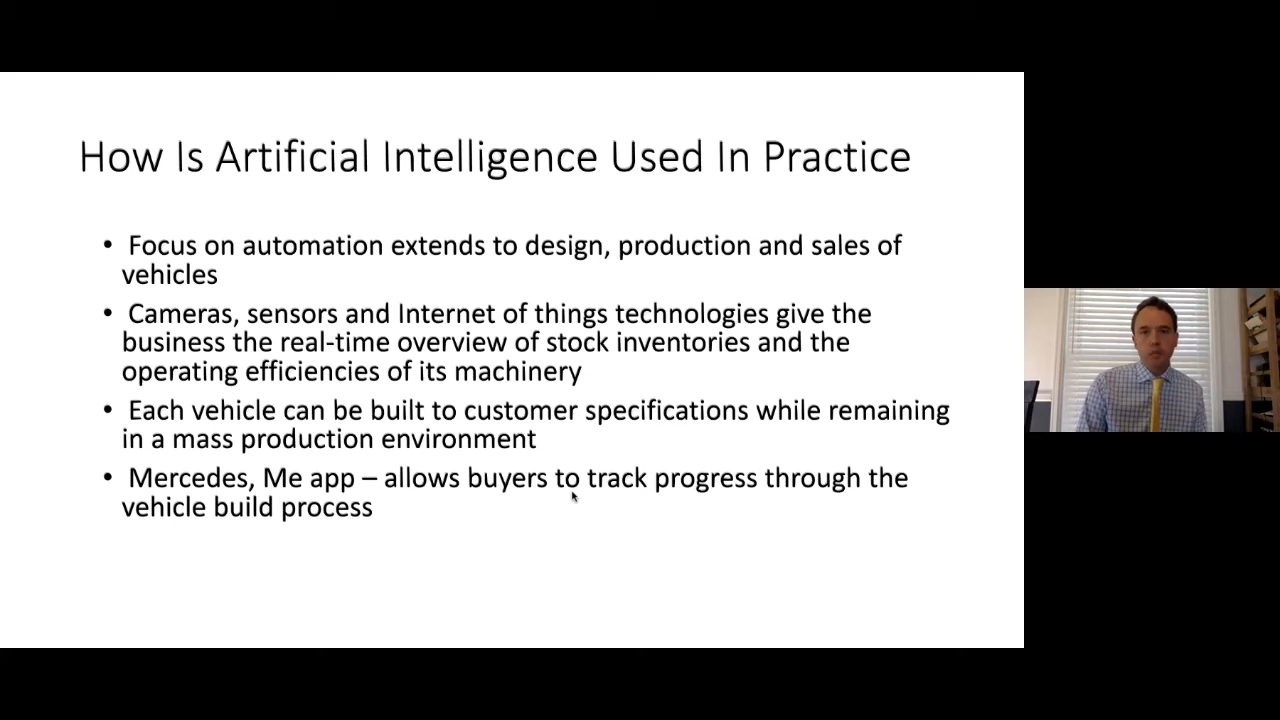 How Is Artificial Intelligence Used In Practice
• Focus on automation extends to design, production and sales of
vehicles
• Cameras, sensors and Internet of things technologies give the
business the real-time overview of stock inventories and the
operating efficiencies of its machinery
• Each vehicle can be built to customer specifications while remaining
in a mass production environment
• Mercedes, Me app – allows buyers to track progress through the
vehicle build process